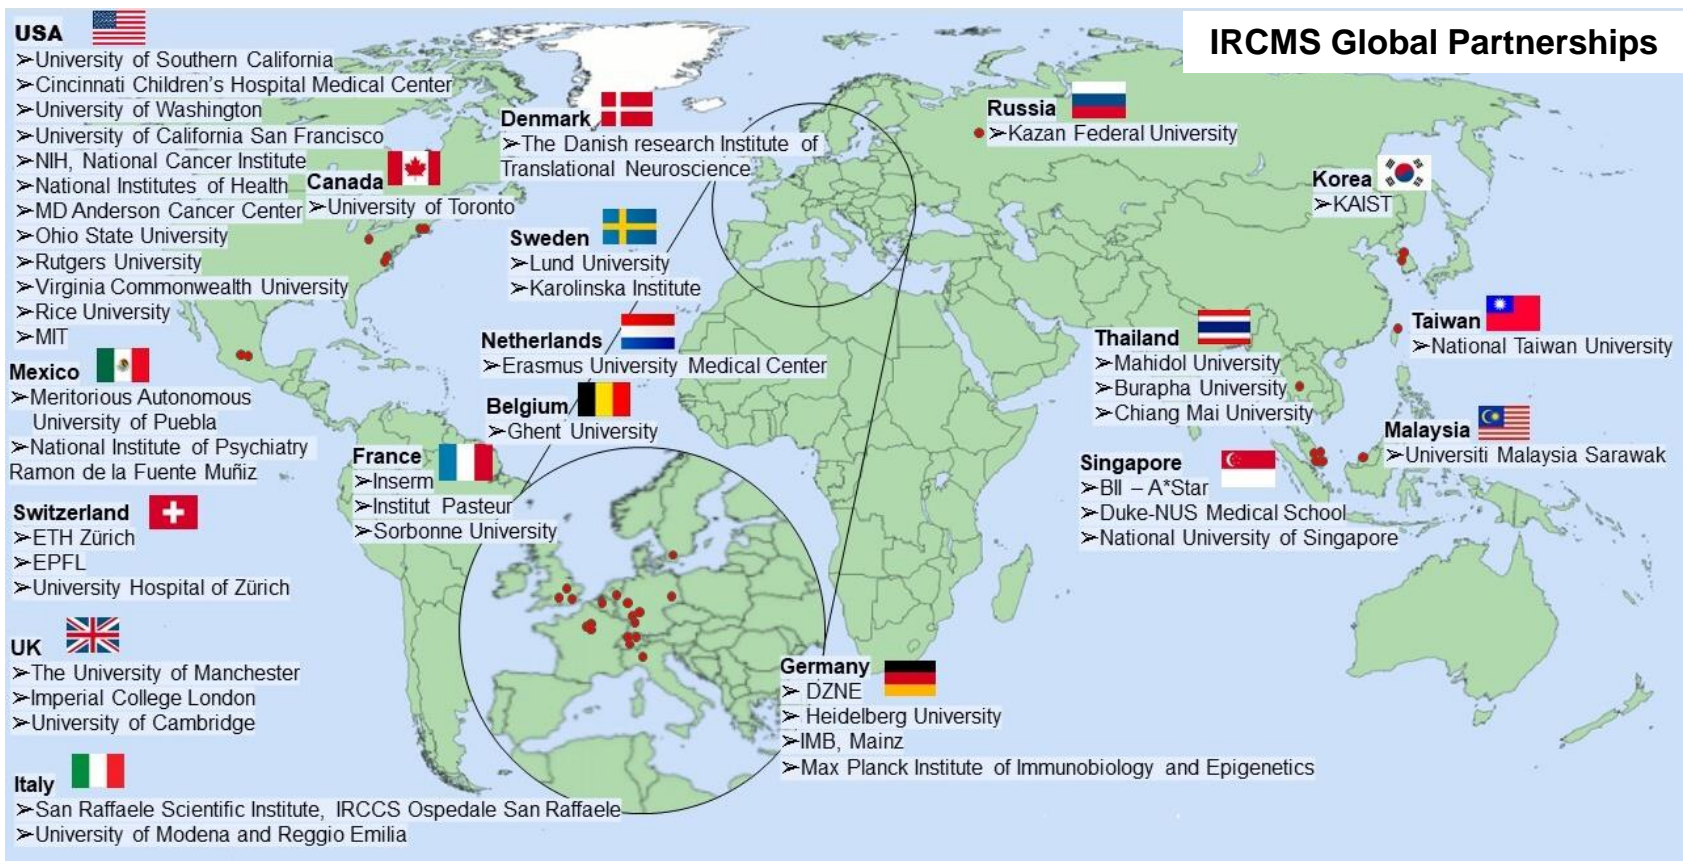 IRCMS Global Partnerships
USA
➢University of Southern California
➢Cincinnati Children's Hospital Medical Center
➢University of Washington
➢University of California San Francisco
➢NIH, National Cancer Institute
➢National Institutes of Health
➢MD Anderson Cancer Center
➢Ohio State University
➢Rutgers University
➢Virginia Commonwealth University
➢Rice University
➢MIT
Canada
➢University of Toronto
Mexico
➢Meritorious Autonomous
University of Puebla
➢National Institute of Psychiatry
Ramon de la Fuente Muñiz
Switzerland
➢ETH Zürich
➢EPFL
➢University Hospital of Zürich
UK
➢The University of Manchester
➢Imperial College London
➢University of Cambridge
Italy
➢San Raffaele Scientific Institute, IRCCS Ospedale San Raffaele
➢University of Modena and Reggio Emilia
Denmark
➢The Danish research Institute of
Translational Neuroscience
Sweden
➢Lund University
➢Karolinska Institute
Netherlands
➢Erasmus University Medical Center
Belgium
➢Ghent University
France
➢Inserm
➢Institut Pasteur
➢Sorbonne University
Germany
➢ DZNE
➢ Heidelberg University
➢IMB, Mainz
➢Max Planck Institute of Immunobiology and Epigenetics
Russia
➢Kazan Federal University
Korea
➢KAIST
Taiwan
➢National Taiwan University
Thailand
➢Mahidol University
➢Burapha University
➢Chiang Mai University
Malaysia
➢Universiti Malaysia Sarawak
Singapore
➢BII – A*Star
➢Duke-NUS Medical School
➢National University of Singapore